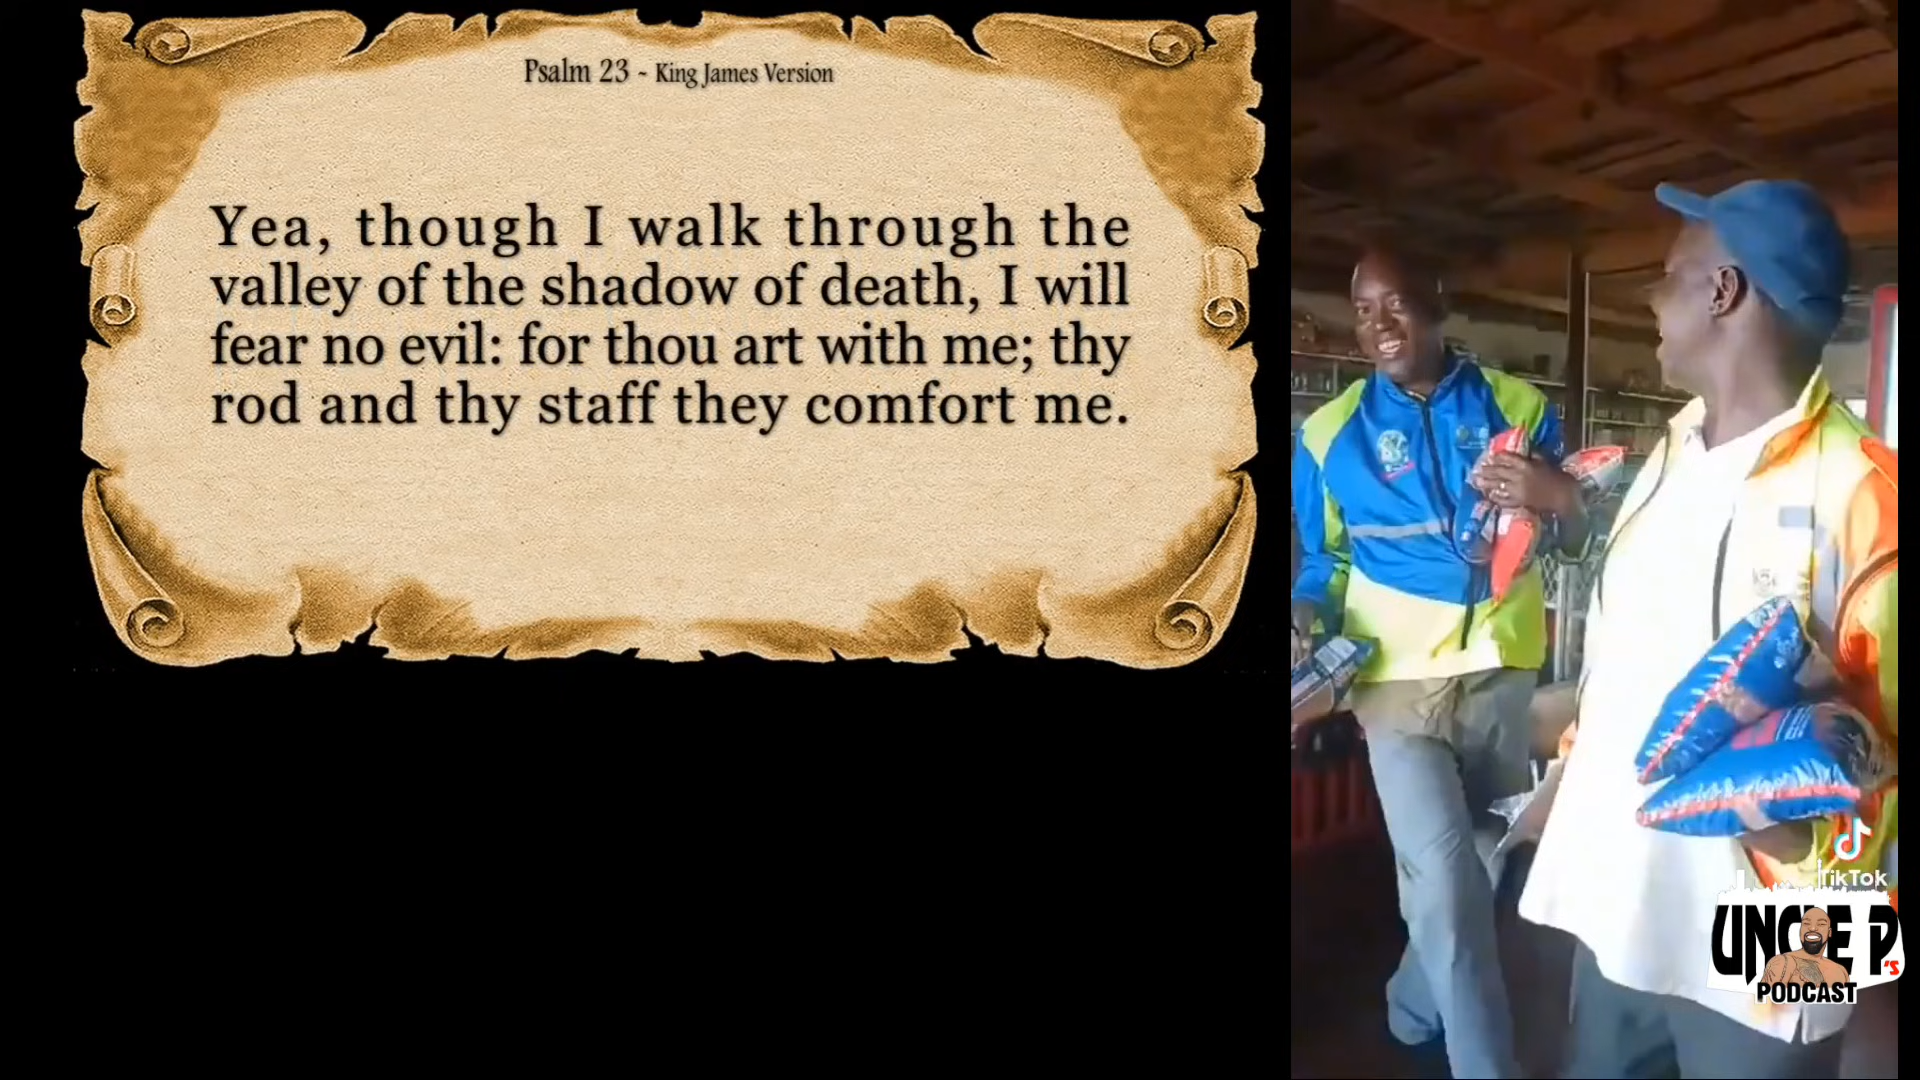 Psalm 23 ~ King James Version
Yea, though I walk through the
valley of the shadow of death, I will
fear no evil: for thou art with me; thy
rod and thy staff they comfort me.
TikTok
UNCLE P's
PODCAST